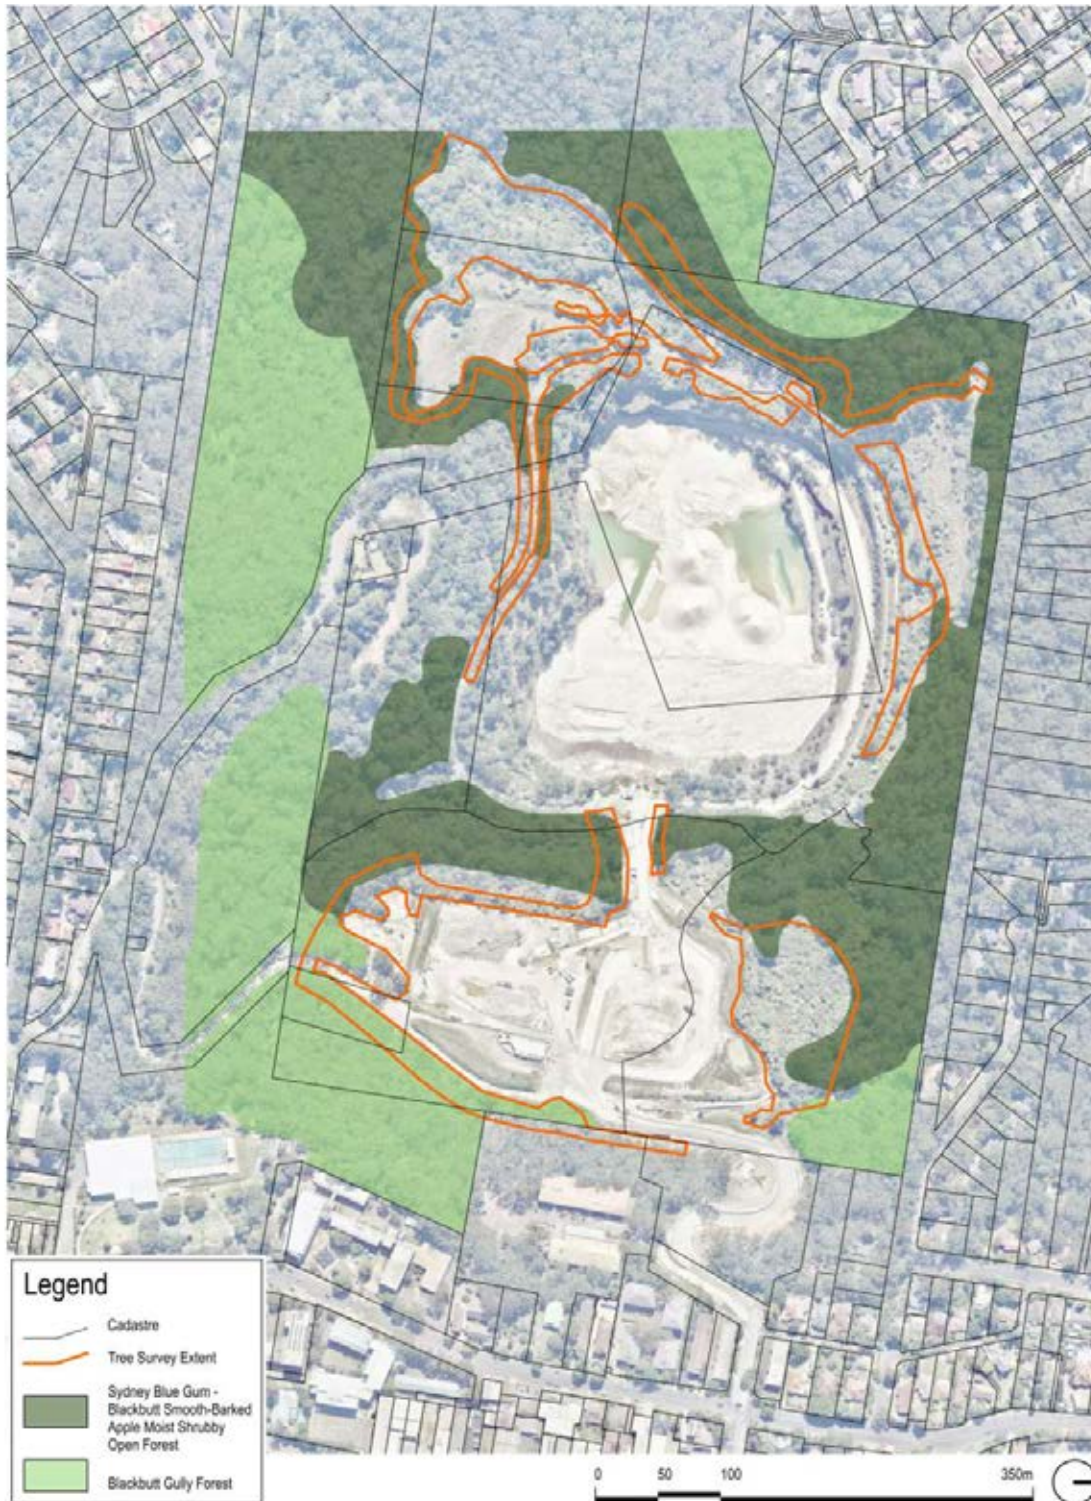 Legend
Cadastre
Tree Survey Extent
Sydney Blue Gum -
Blackbutt Smooth-Barked
Apple Moist Shrubby
Open Forest
Blackbutt Gully Forest
0 50 100 350m